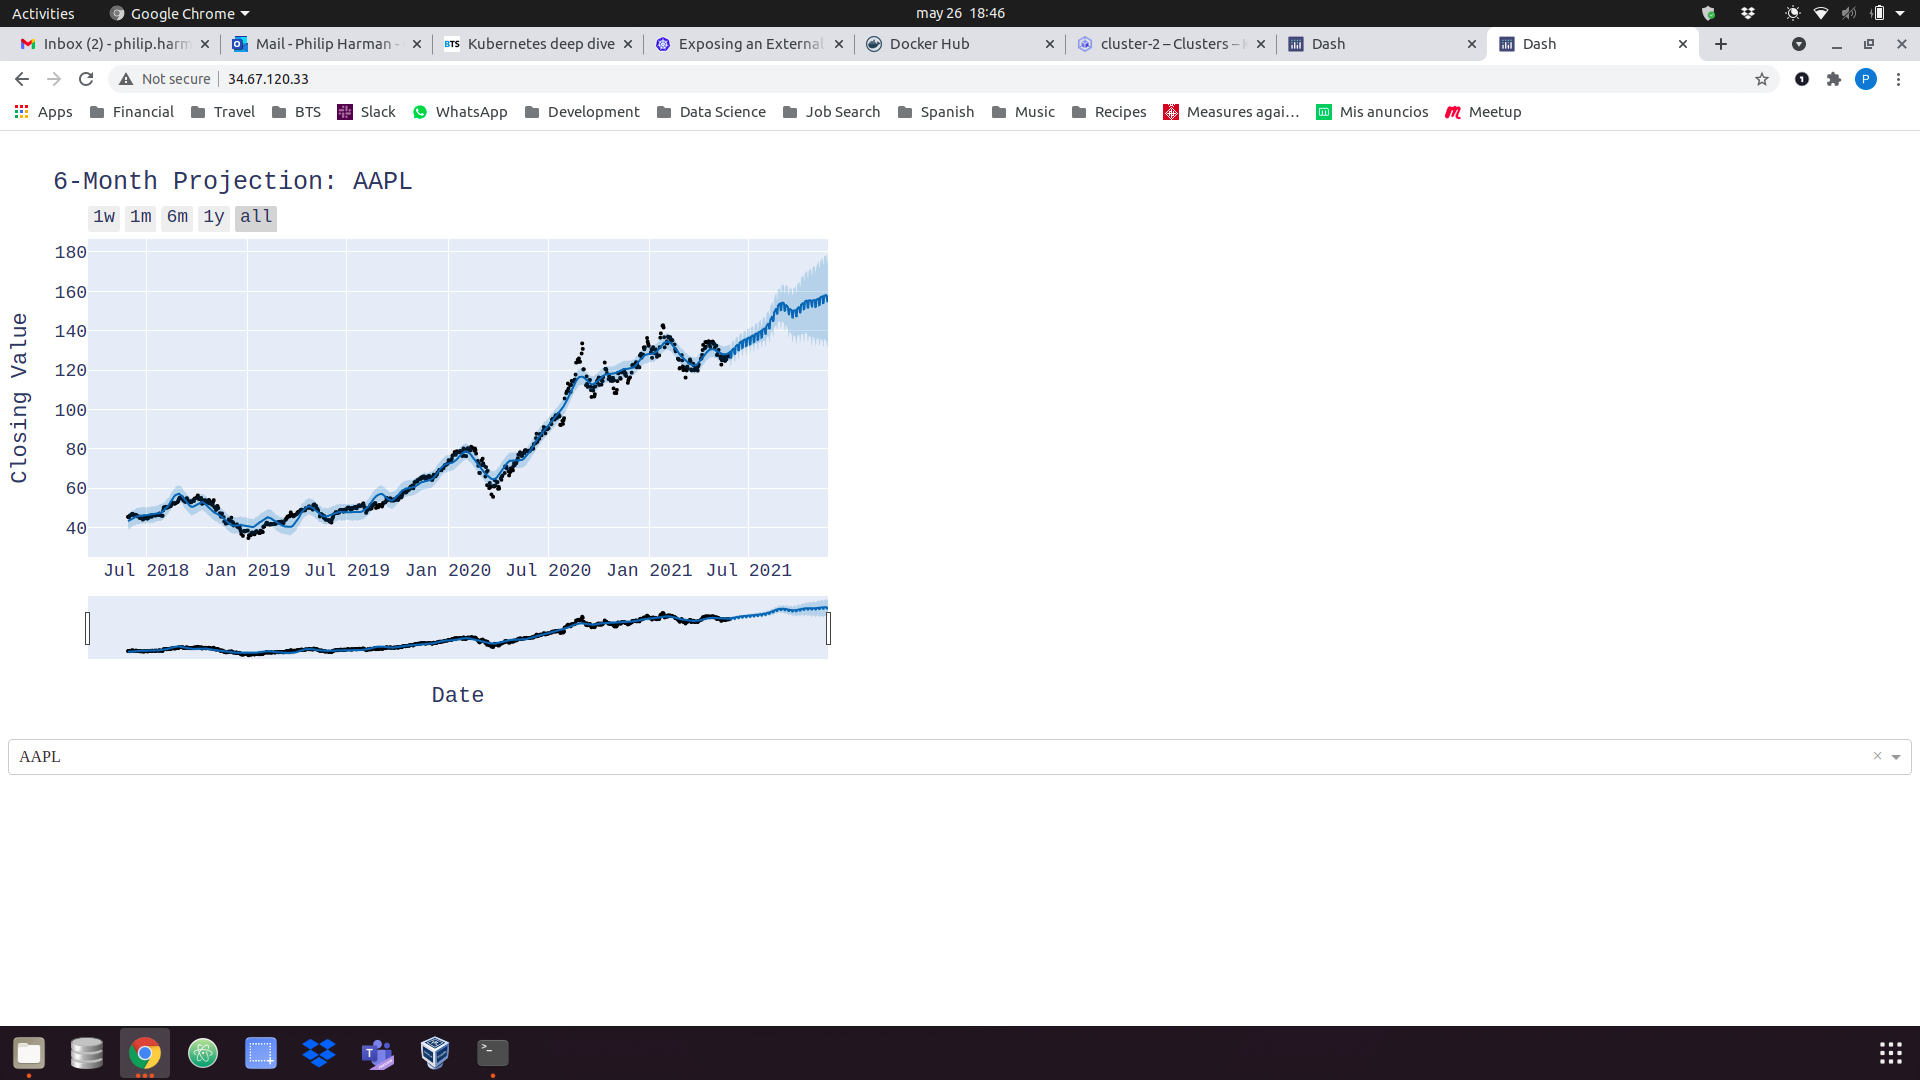 Activities Google Chrome may 26 18:46
Inbox (2) - philip.harm Mail - Philip Harman - BTS Kubernetes deep dive Exposing an External Docker Hub cluster-2 – Clusters – Dash Dash
Not secure 34.67.120.33 P
Apps Financial Travel BTS Slack WhatsApp Development Data Science Job Search Spanish Music Recipes Measures agai... Mis anuncios Meetup
6-Month Projection: AAPL
1w 1m 6m 1y all
180
160
140
120
100
80
60
40
Closing Value
Jul 2018 Jan 2019 Jul 2019 Jan 2020 Jul 2020 Jan 2021 Jul 2021
Date
AAPL